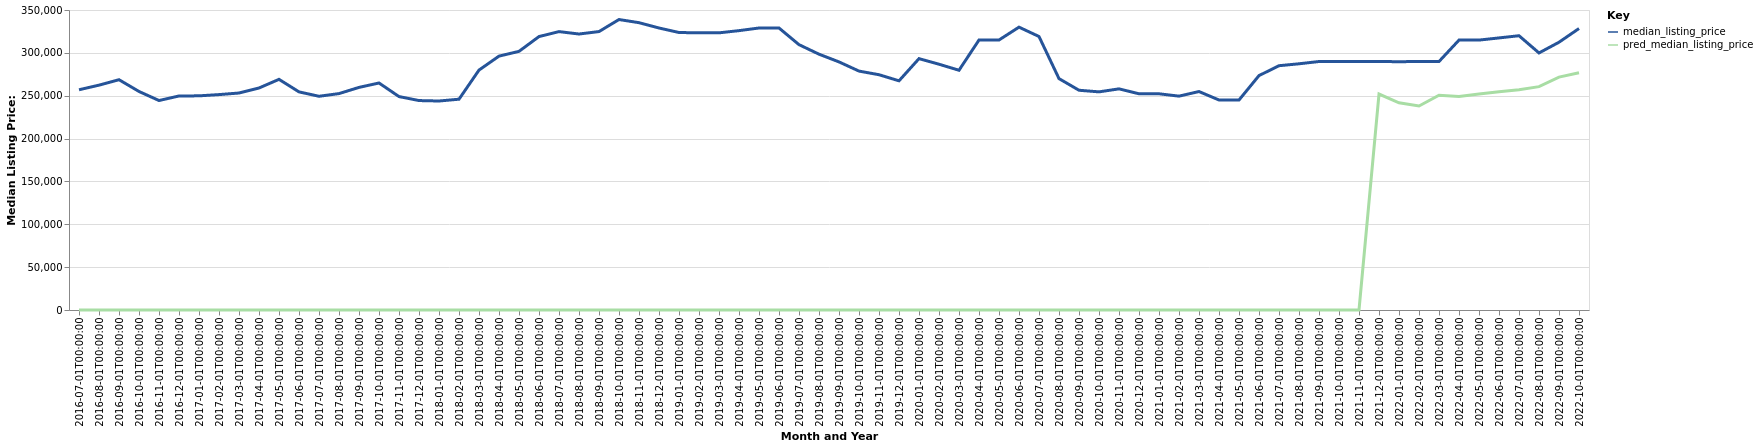 350,000
300,000
250,000
200,000
150,000
100,000
50,000
0
Median Listing Price:
2016-07-01T00:00:00
2016-08-01T00:00:00
2016-09-01T00:00:00
2016-10-01T00:00:00
2016-11-01T00:00:00
2016-12-01T00:00:00
2017-01-01T00:00:00
2017-02-01T00:00:00
2017-03-01T00:00:00
2017-04-01T00:00:00
2017-05-01T00:00:00
2017-06-01T00:00:00
2017-07-01T00:00:00
2017-08-01T00:00:00
2017-09-01T00:00:00
2017-10-01T00:00:00
2017-11-01T00:00:00
2017-12-01T00:00:00
2018-01-01T00:00:00
2018-02-01T00:00:00
2018-03-01T00:00:00
2018-04-01T00:00:00
2018-05-01T00:00:00
2018-06-01T00:00:00
2018-07-01T00:00:00
2018-08-01T00:00:00
2018-09-01T00:00:00
2018-10-01T00:00:00
2018-11-01T00:00:00
2018-12-01T00:00:00
2019-01-01T00:00:00
2019-02-01T00:00:00
2019-03-01T00:00:00
2019-04-01T00:00:00
2019-05-01T00:00:00
2019-06-01T00:00:00
2019-07-01T00:00:00
2019-08-01T00:00:00
2019-09-01T00:00:00
2019-10-01T00:00:00
2019-11-01T00:00:00
2019-12-01T00:00:00
2020-01-01T00:00:00
2020-02-01T00:00:00
2020-03-01T00:00:00
2020-04-01T00:00:00
2020-05-01T00:00:00
2020-06-01T00:00:00
2020-07-01T00:00:00
2020-08-01T00:00:00
2020-09-01T00:00:00
2020-10-01T00:00:00
2020-11-01T00:00:00
2020-12-01T00:00:00
2021-01-01T00:00:00
2021-02-01T00:00:00
2021-03-01T00:00:00
2021-04-01T00:00:00
2021-05-01T00:00:00
2021-06-01T00:00:00
2021-07-01T00:00:00
2021-08-01T00:00:00
2021-09-01T00:00:00
2021-10-01T00:00:00
2021-11-01T00:00:00
2021-12-01T00:00:00
2022-01-01T00:00:00
2022-02-01T00:00:00
2022-03-01T00:00:00
2022-04-01T00:00:00
2022-05-01T00:00:00
2022-06-01T00:00:00
2022-07-01T00:00:00
2022-08-01T00:00:00
2022-09-01T00:00:00
2022-10-01T00:00:00
Month and Year
Key
median_listing_price
pred_median_listing_price